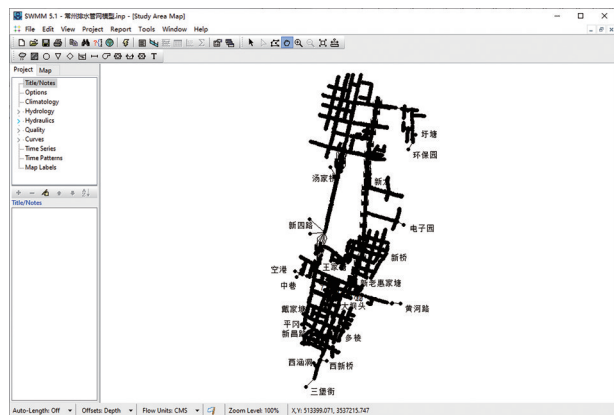 SWMM 5.1 - 常州排水管网模型.inp - [Study Area Map]
File Edit View Project Report Tools Window Help
Project Map
Title/Notes
Options
Climatology
Hydrology
Hydraulics
Quality
Curves
Time Series
Time Patterns
Map Labels
Title/Notes
圩塘
环保园
汤家
新
电子园
新四路
新桥
王家
空港
中巷
新老惠家塘
大坝头
黄河路
戴家塘
平冈
新昌路
多棱
西涵洞
西新桥
三堡街
Auto-Length: Off Offsets: Depth Flow Units: CMS Zoom Level: 100% X,Y: 513399.071, 3537215.747